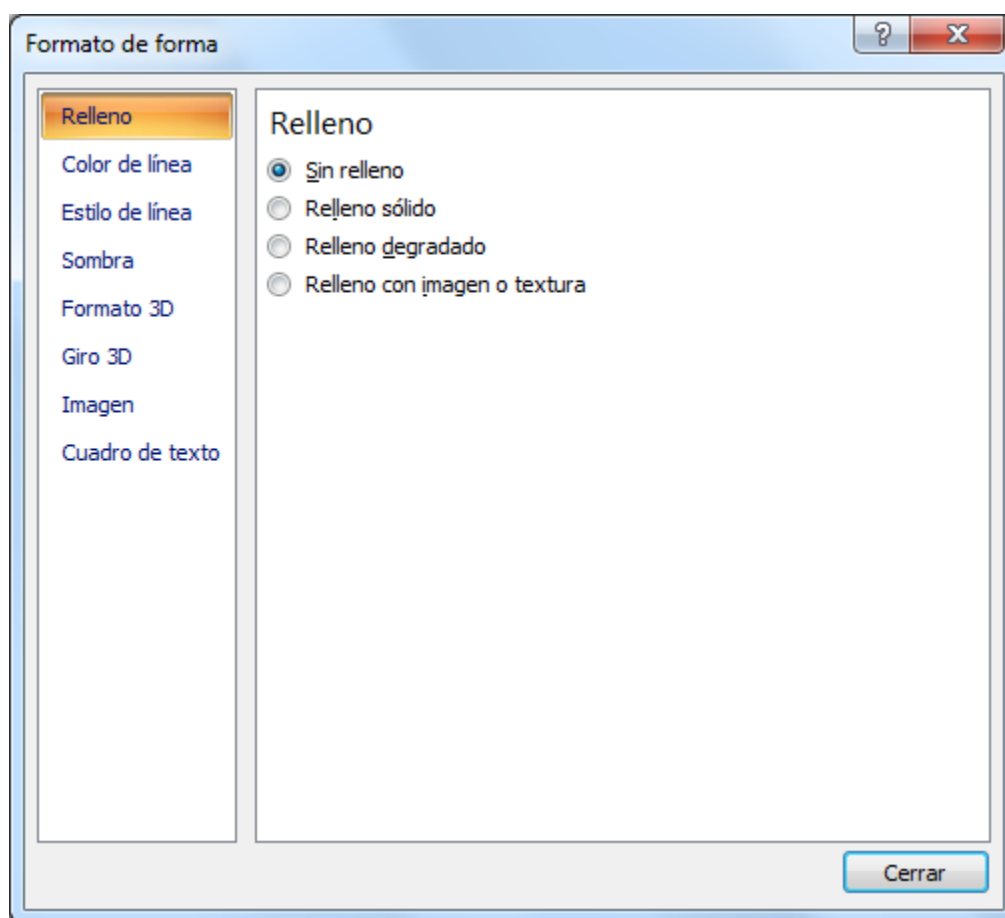 Formato de forma
Relleno
Color de línea
Estilo de línea
Sombra
Formato 3D
Giro 3D
Imagen
Cuadro de texto
Relleno
Sin relleno
Relleno sólido
Relleno degradado
Relleno con imagen o textura
Cerrar